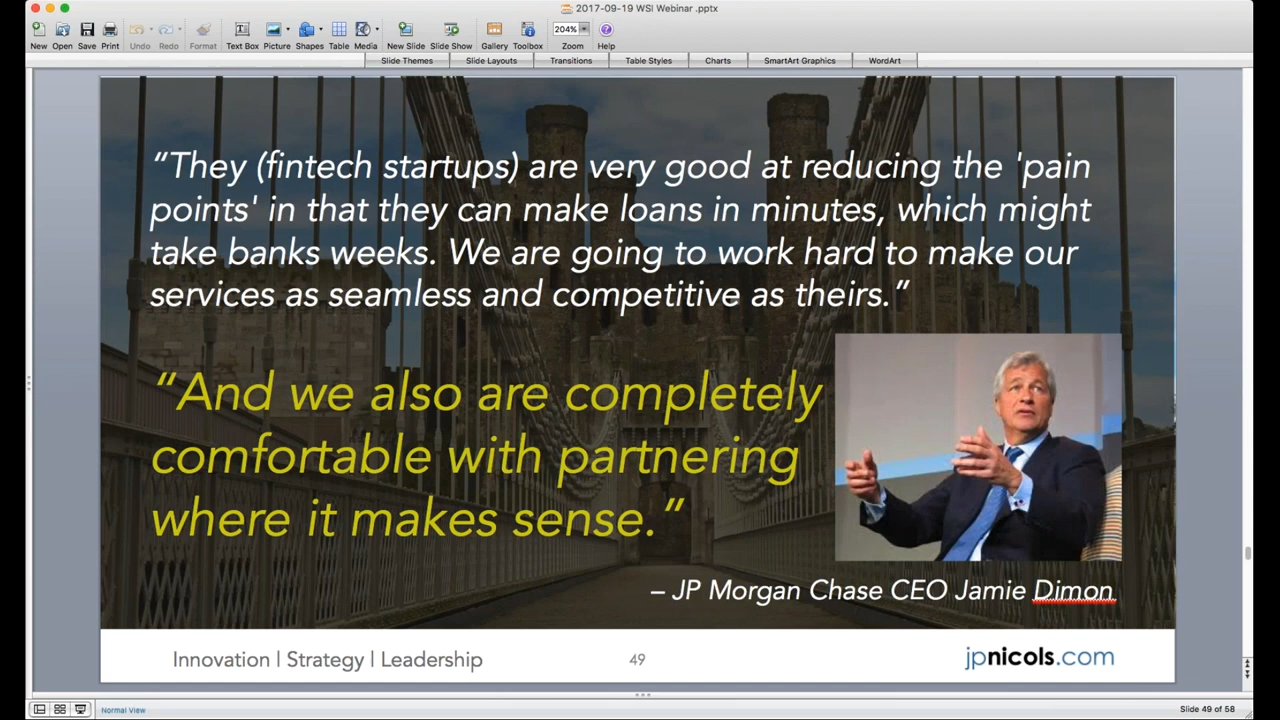 2017-09-19 WSI Webinar .pptx
New Open Save Print Undo Redo Format Text Box Picture Shapes Table Media New Slide Slide Show Gallery Toolbox Zoom Help
204%
Slide Themes Slide Layouts Transitions Table Styles Charts SmartArt Graphics WordArt
“They (fintech startups) are very good at reducing the 'pain
points' in that they can make loans in minutes, which might
take banks weeks. We are going to work hard to make our
services as seamless and competitive as theirs.”
“And we also are completely
comfortable with partnering
where it makes sense.”
– JP Morgan Chase CEO Jamie Dimon
Innovation | Strategy | Leadership
49
jpnicols.com
Normal View
Slide 49 of 58